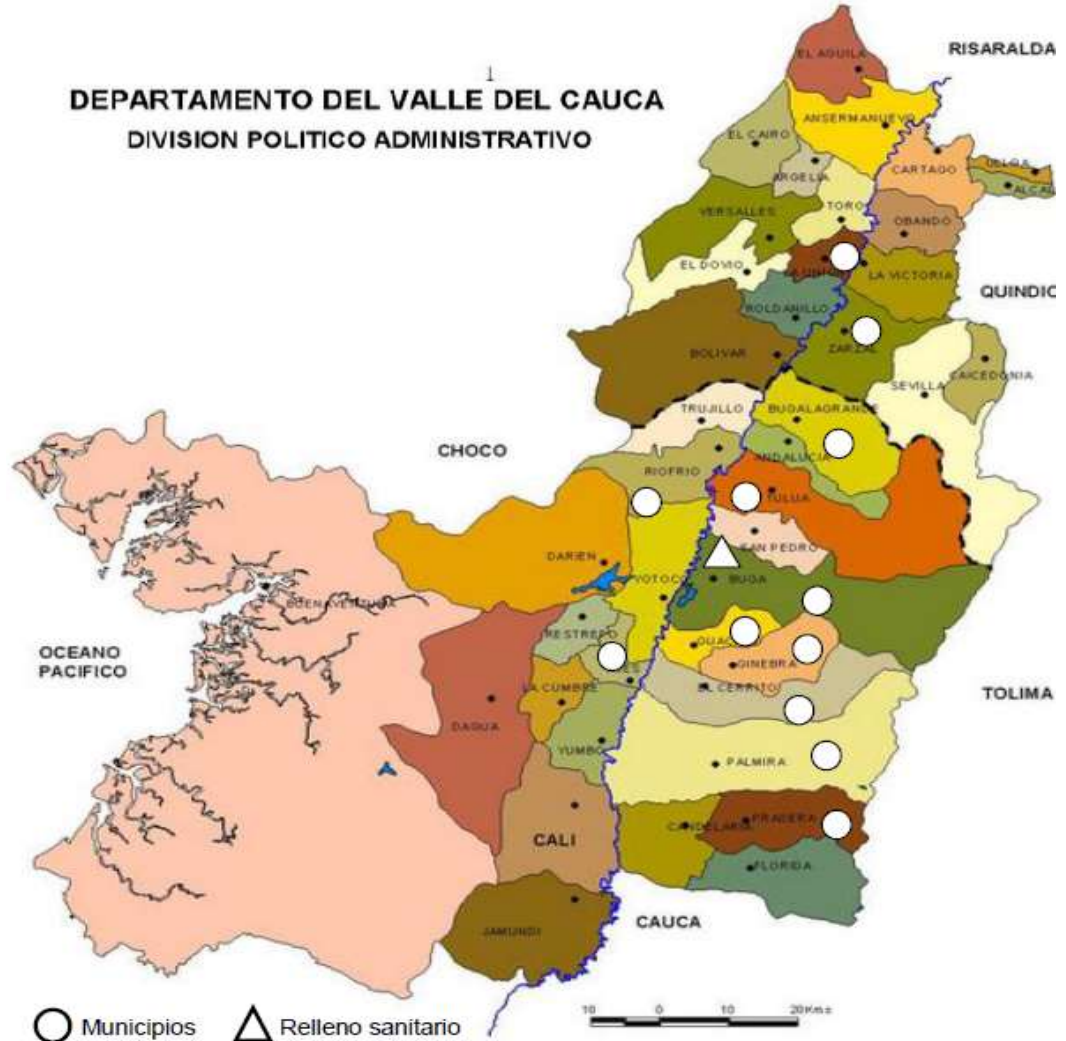 1
DEPARTAMENTO DEL VALLE DEL CAUCA
DIVISION POLITICO ADMINISTRATIVO
RISARALDA
EL AGUILA
ANSERMANUEVO
EL CAIRO
ARGELIA
CARTAGO
TORO
VERSALLES
OBANDO
EL DOVIO
LA VICTORIA
QUINDIO
ROLDANILLO
ZARZAL
BOLIVAR
SEVILLA
CAICEDONIA
TRUJILLO
BUGALAGRANDE
CHOCO
ANDALUCIA
RIOFRIO
TULUA
SAN PEDRO
DARIEN
YOTOCO
BUGA
BUENAVENTURA
RESTREPO
OCEANO
PACIFICO
GINEBRA
LA CUMBRE
EL CERRITO
TOLIMA
DAGUA
YUMBO
PALMIRA
PRADERA
CANDELARIA
CALI
FLORIDA
CAUCA
JAMUNDI
10 0 10 20 Kms
Municipios
Relleno sanitario